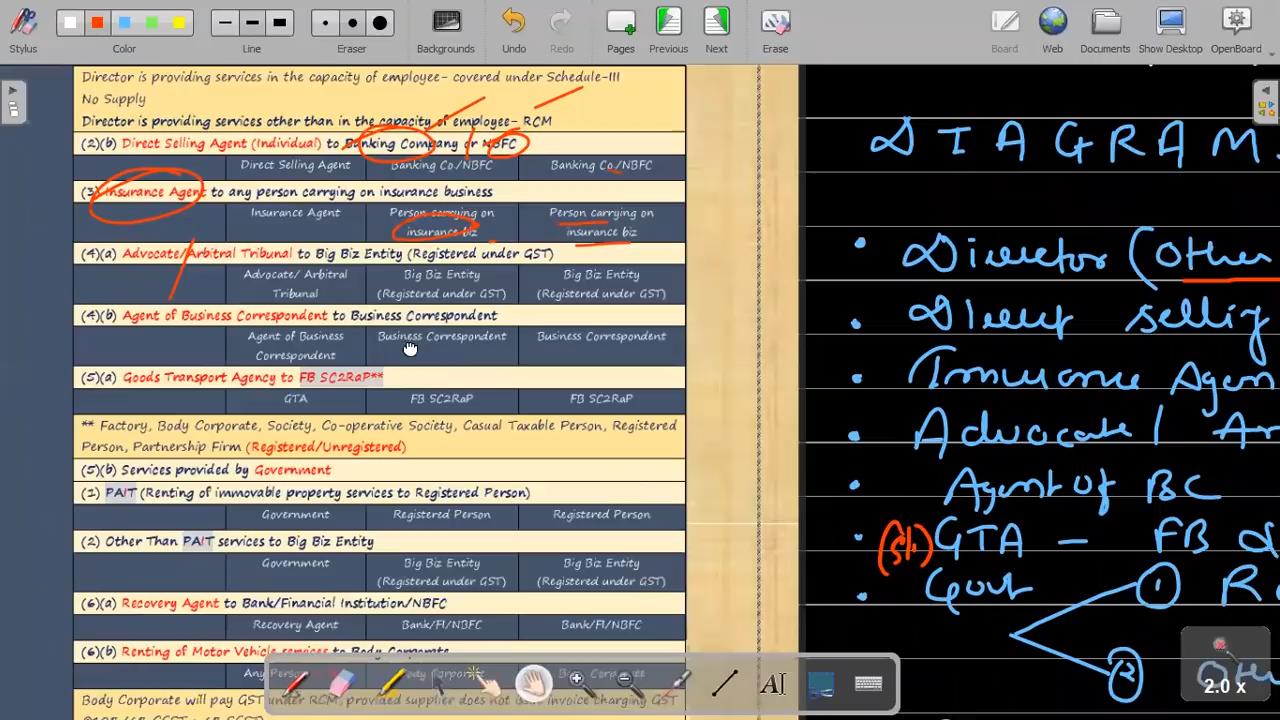 Stylus
Color
Line
Eraser
Backgrounds
Undo
Redo
Pages
Previous
Next
Erase
Board
Web
Documents
Show Desktop
OpenBoard
Director is providing services in the capacity of employee- covered under Schedule-III
No Supply
Director is providing services other than in the capacity of employee- RCM
(2)(b) Direct Selling Agent (Individual) to Banking Company or NBFC
Direct Selling Agent Banking Co./NBFC Banking Co./NBFC
(3) Insurance Agent to any person carrying on insurance business
Insurance Agent Person carrying on insurance biz Person carrying on insurance biz
(4)(a) Advocate/Arbitral Tribunal to Big Biz Entity (Registered under GST)
Advocate/ Arbitral Tribunal Big Biz Entity (Registered under GST) Big Biz Entity (Registered under GST)
(4)(b) Agent of Business Correspondent to Business Correspondent
Agent of Business Correspondent Business Correspondent Business Correspondent
(5)(a) Goods Transport Agency to FB SC2RaP**
GTA FB SC2RaP FB SC2RaP
** Factory, Body Corporate, Society, Co-operative Society, Casual Taxable Person, Registered
Person, Partnership Firm (Registered/Unregistered)
(5)(b) Services provided by Government
(1) PAIT (Renting of immovable property services to Registered Person)
Government Registered Person Registered Person
(2) Other Than PAIT services to Big Biz Entity
Government Big Biz Entity (Registered under GST) Big Biz Entity (Registered under GST)
(6)(a) Recovery Agent to Bank/Financial Institution/NBFC
Recovery Agent Bank/FI/NBFC Bank/FI/NBFC
(6)(b) Renting of Motor Vehicle services to Body Corporate
Any Person Body Corporate
Body Corporate will pay GST under RCM, provided supplier does not issue invoice charging GST
DIAGRAM
• Director (Other
• Direct selling
• Insurance Agen
• Advocate / Ar
• Agent of BC
• (5%) GTA - FB
• Govt
1 R
2 Oth
2.0 x